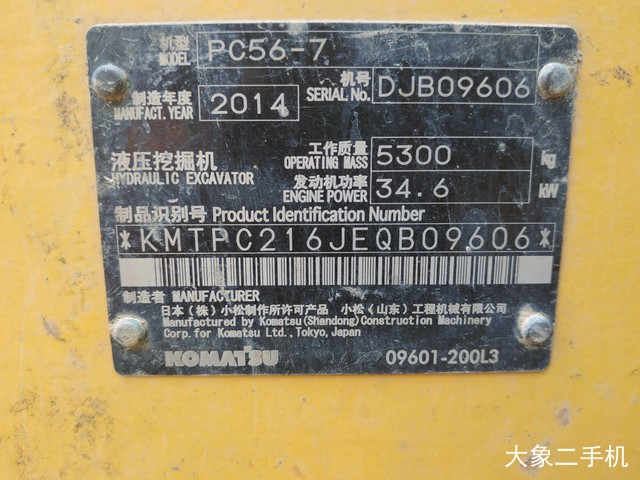 机型 MODEL PC56-7
机号 SERIAL No. DJB09606
制造年度 MANUFACT. YEAR 2014
工作质量 OPERATING MASS 5300 kg
液压挖掘机 HYDRAULIC EXCAVATOR
发动机功率 ENGINE POWER 34.6 kW
制品识别号 Product Identification Number
*KMTPC216JEQB09606*
制造者 MANUFACTURER
日本（株）小松制作所许可产品 小松（山东）工程机械有限公司
Manufactured by Komatsu(Shandong)Construction Machinery
Corp.for Komatsu Ltd.,Tokyo,Japan
KOMATSU 09601-200L3
大象二手机